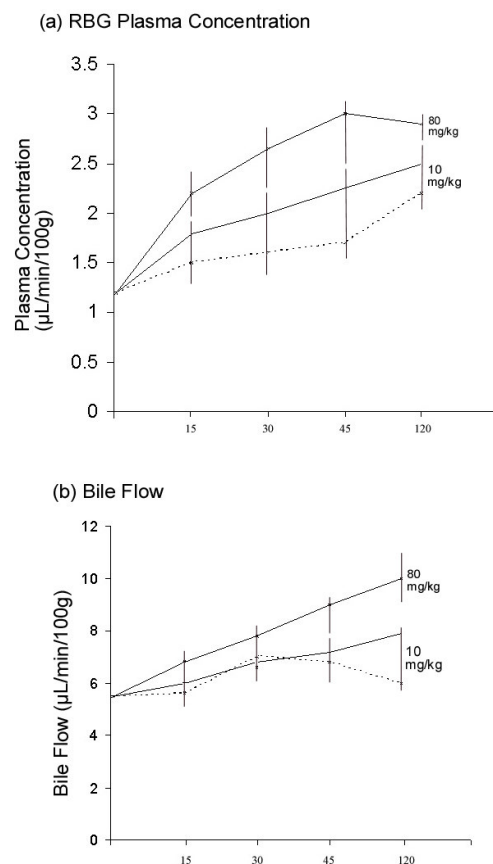 (a) RBG Plasma Concentration
3.5
3
2.5
2
1.5
1
0.5
0
Plasma Concentration
(µL/min/100g)
80
mg/kg
10
mg/kg
15 30 45 120
(b) Bile Flow
12
10
8
6
4
2
0
Bile Flow (µL/min/100g)
80
mg/kg
10
mg/kg
15 30 45 120